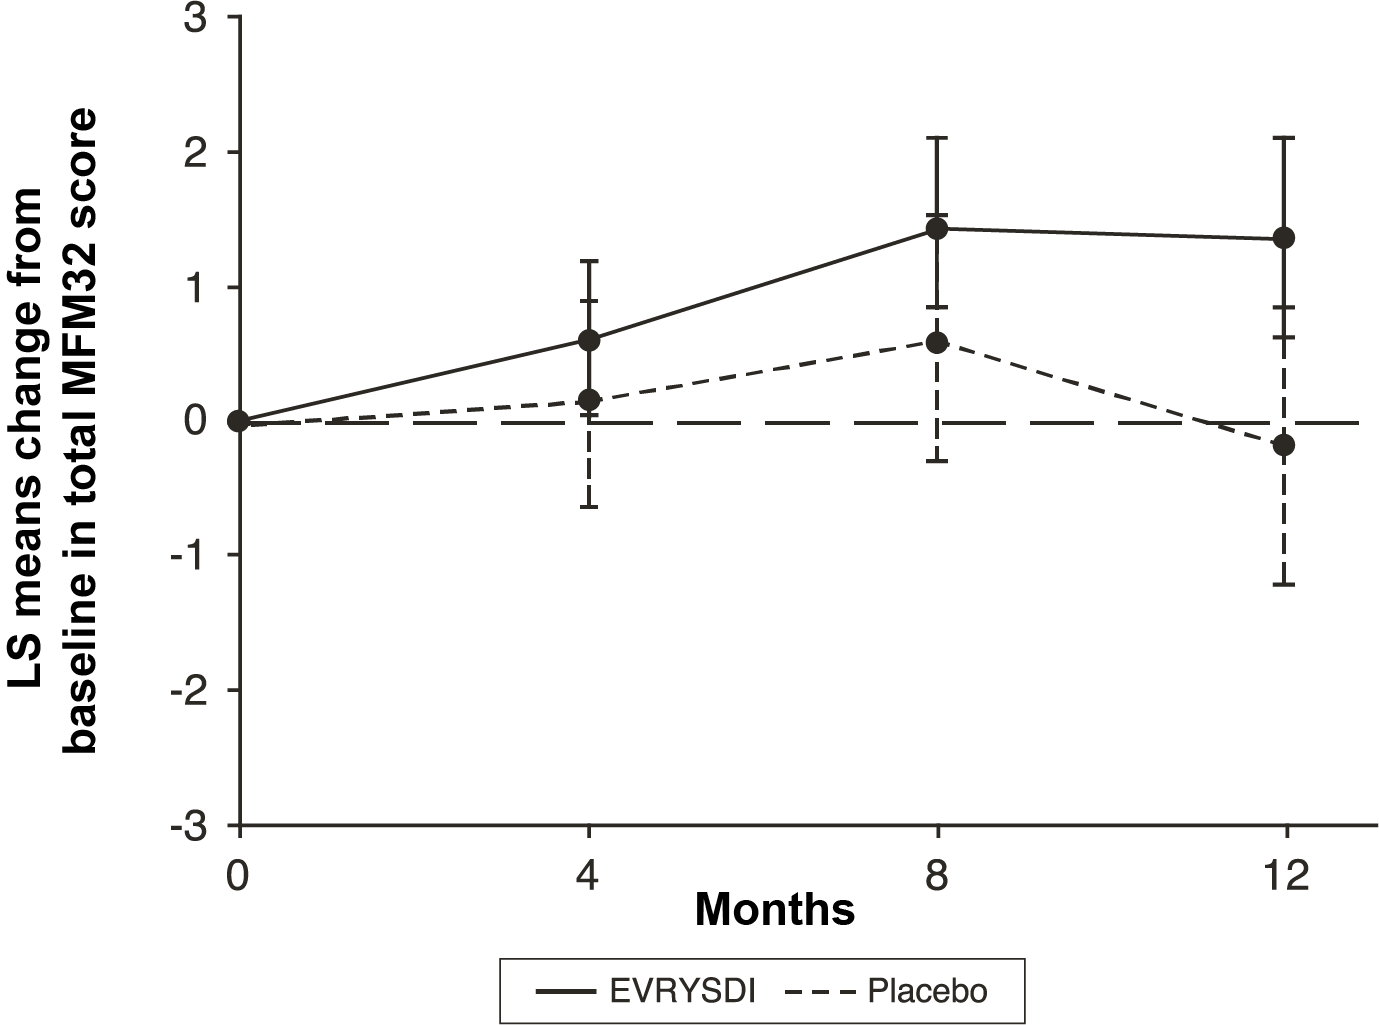 LS means change from
baseline in total MFM32 score
3
2
1
0
-1
-2
-3
0 4 8 12
Months
EVRYSDI Placebo